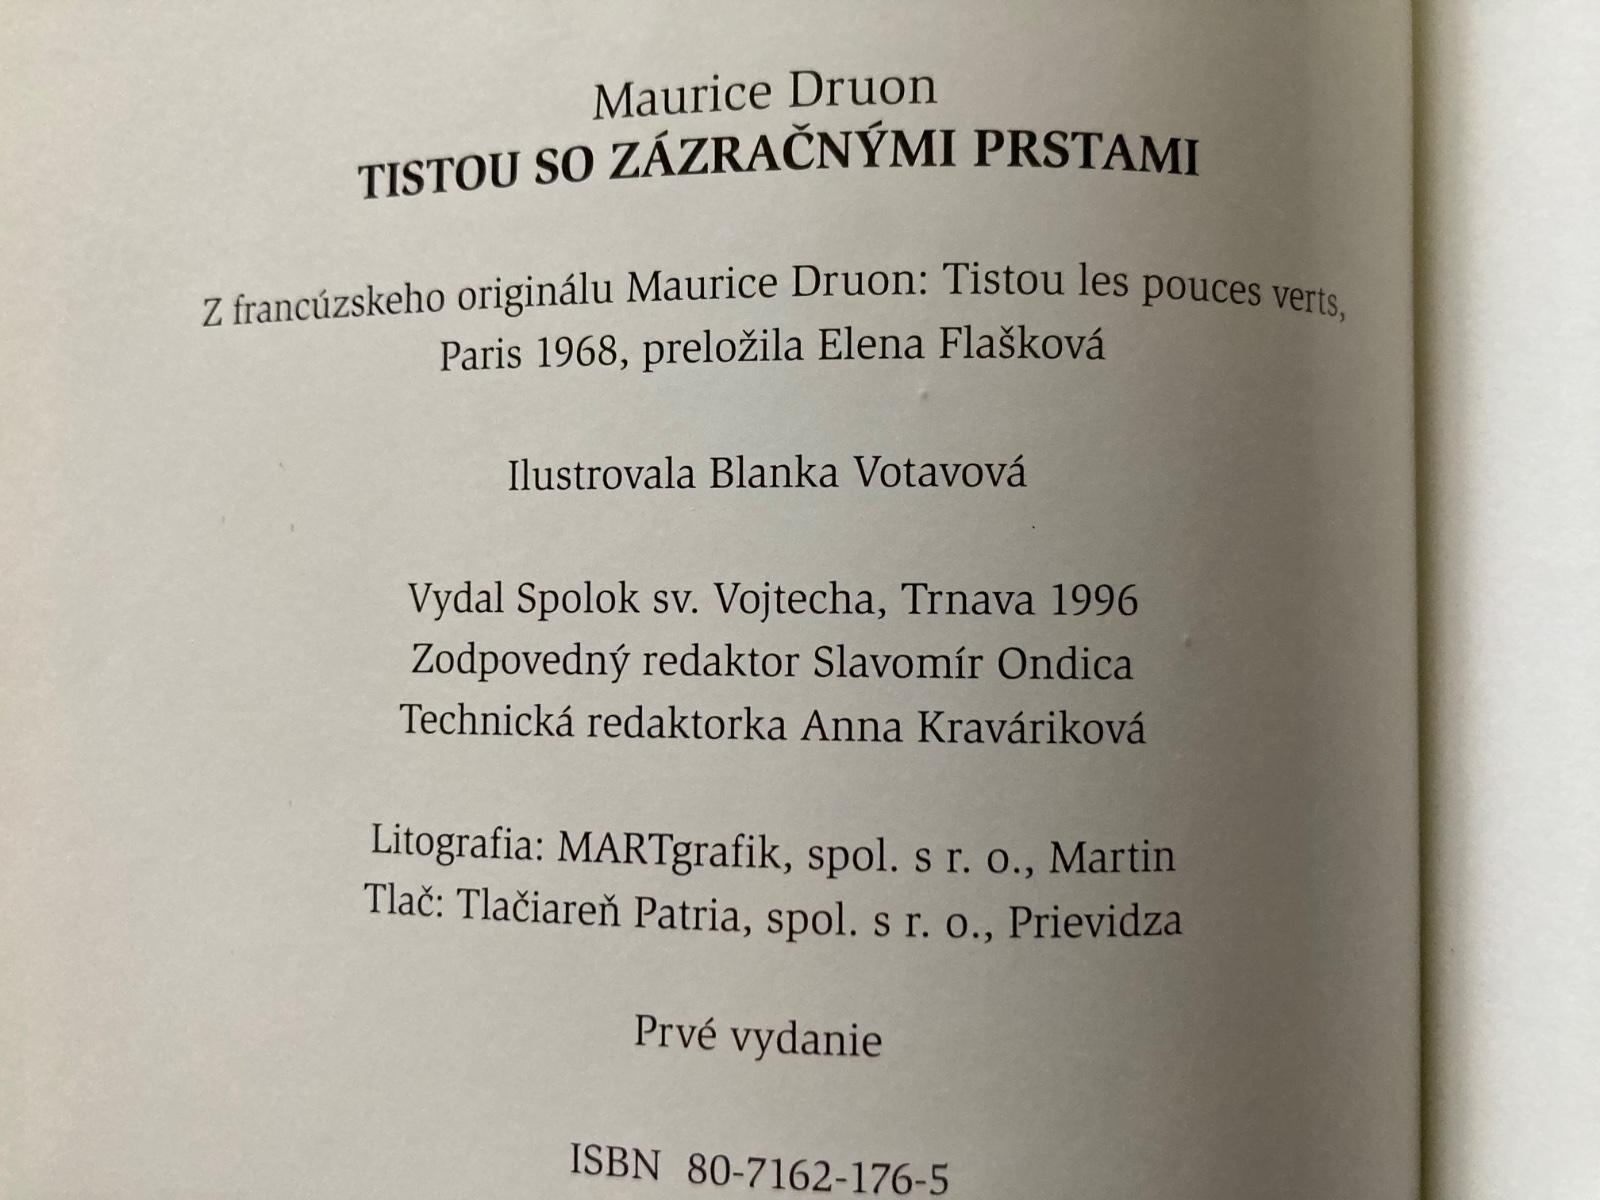 Maurice Druon
TISTOU SO ZÁZRAČNÝMI PRSTAMI
Z francúzskeho originálu Maurice Druon: Tistou les pouces verts,
Paris 1968, preložila Elena Flašková
Ilustrovala Blanka Votavová
Vydal Spolok sv. Vojtecha, Trnava 1996
Zodpovedný redaktor Slavomír Ondica
Technická redaktorka Anna Kraváriková
Litografia: MARTgrafik, spol. s r. o., Martin
Tlač: Tlačiareň Patria, spol. s r. o., Prievidza
Prvé vydanie
ISBN 80-7162-176-5